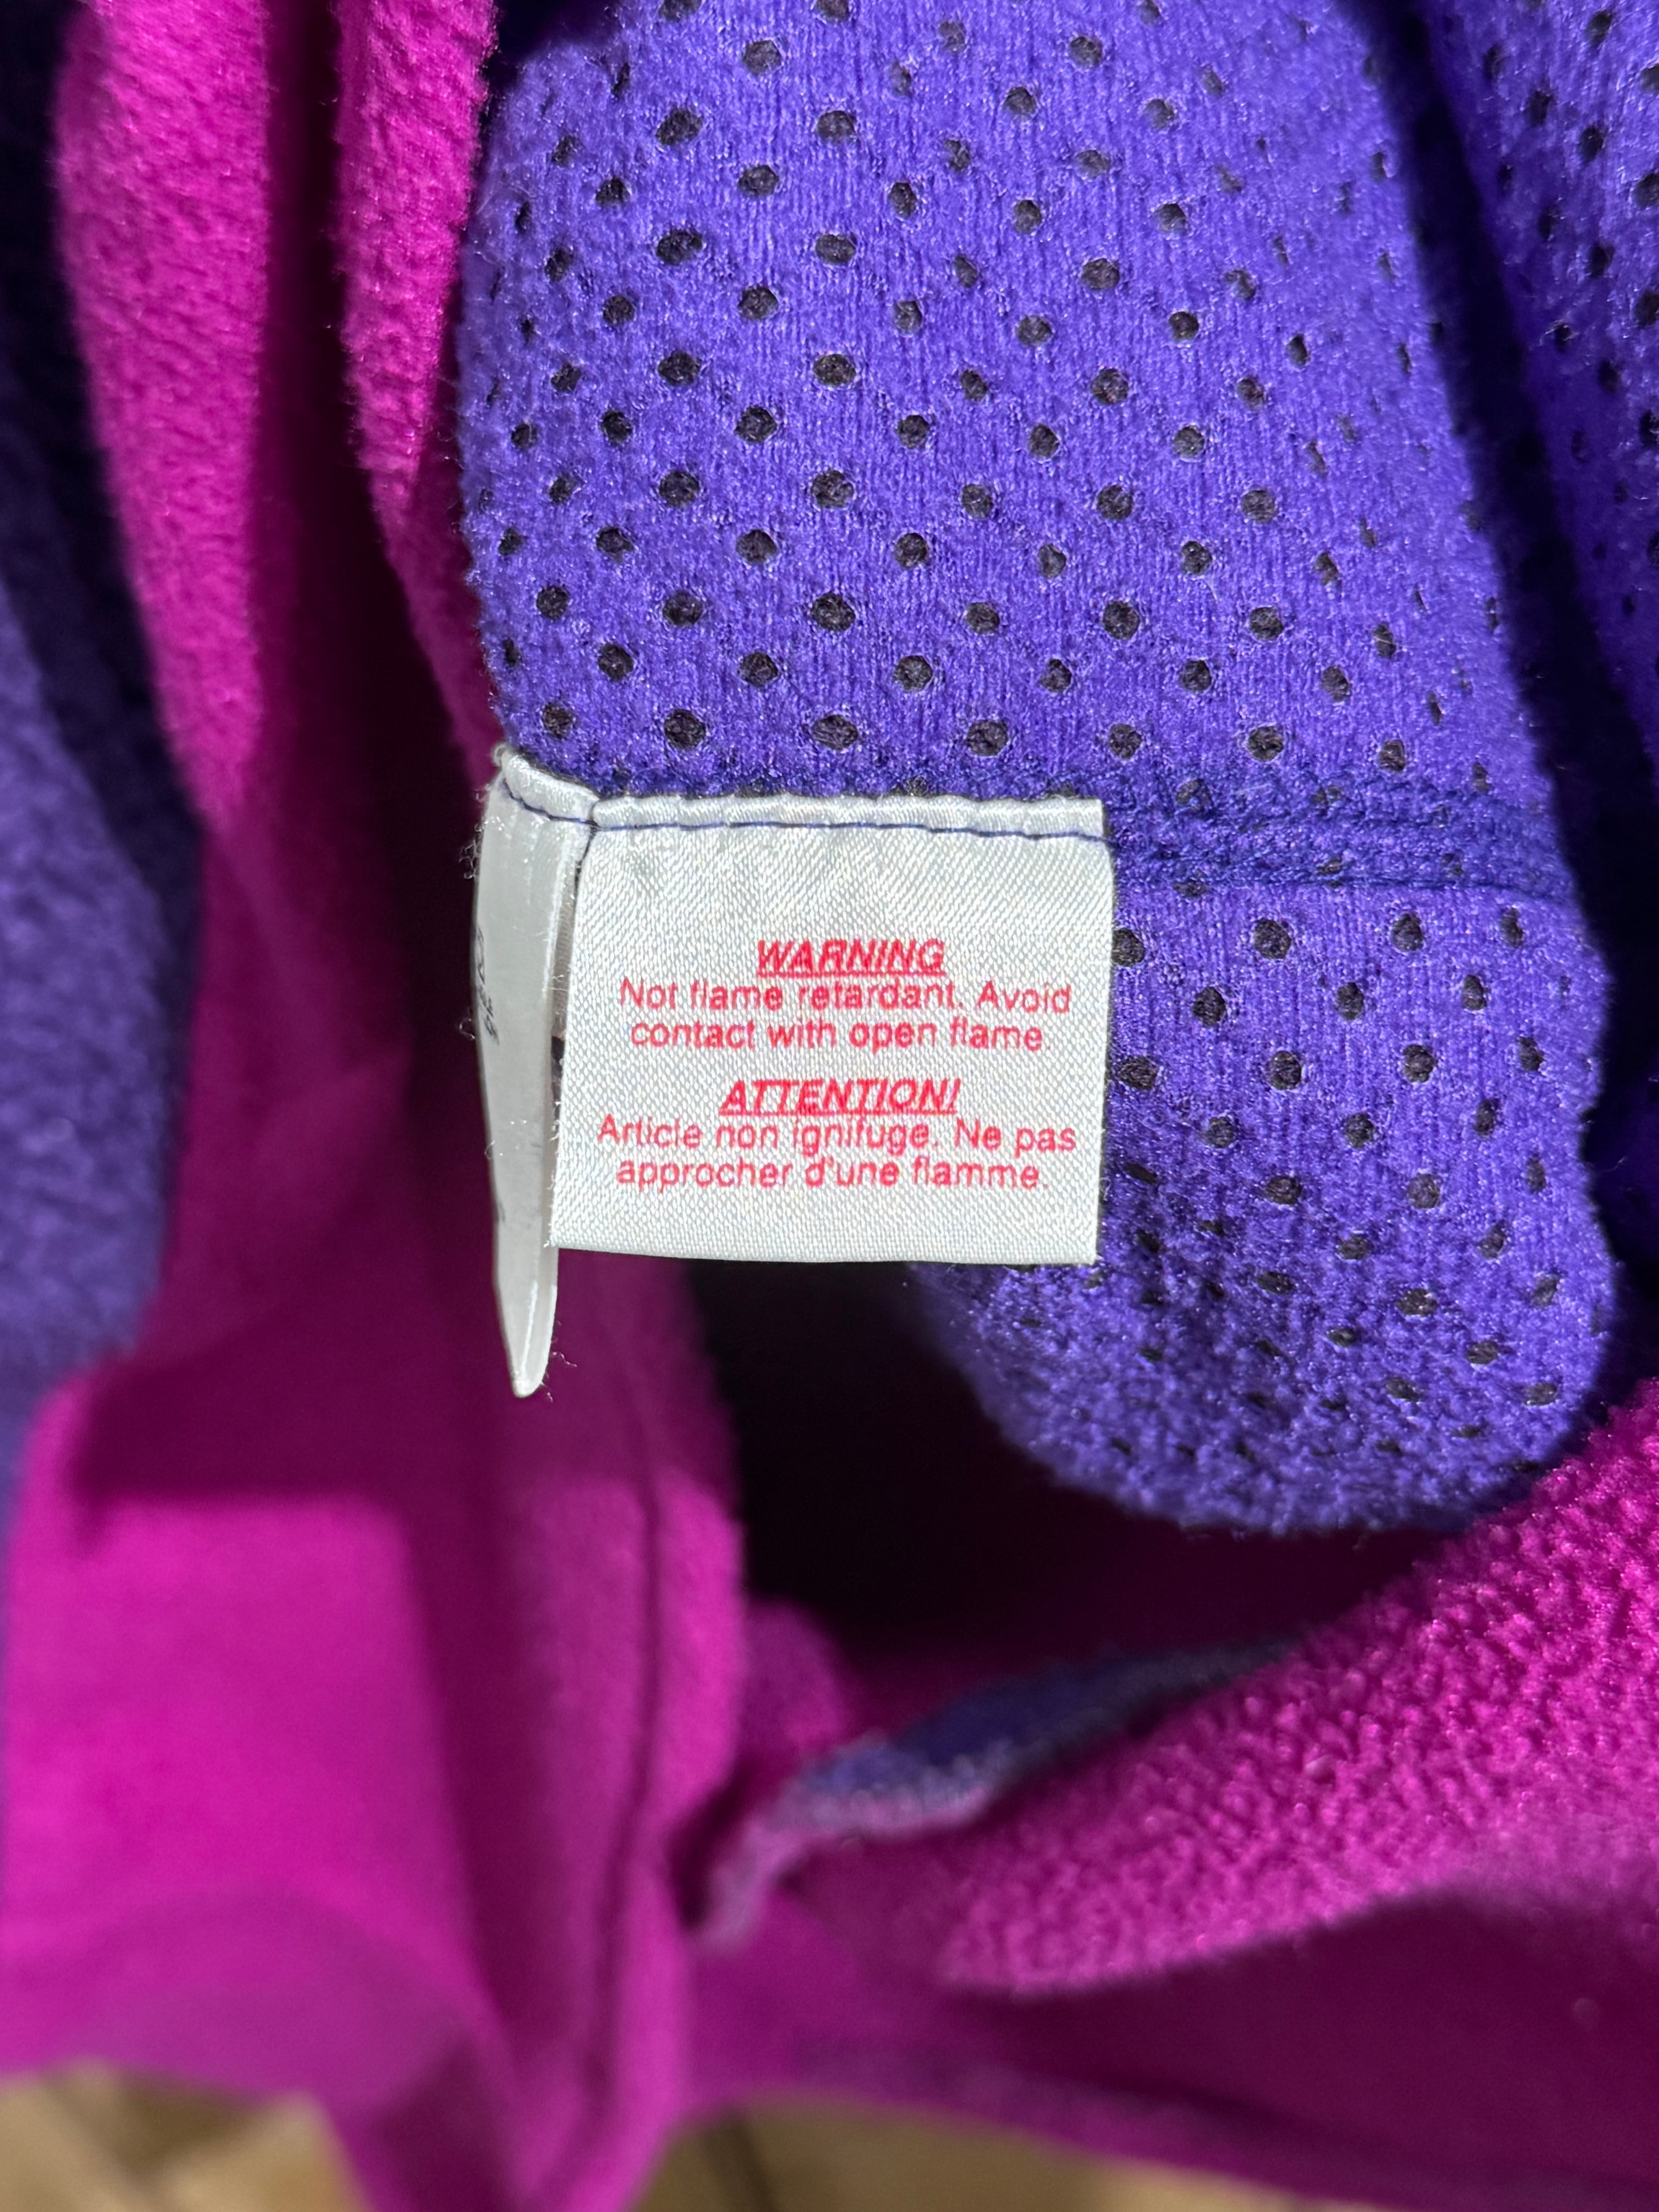 WARNING
Not flame retardant. Avoid
contact with open flame
ATTENTION!
Article non ignifuge. Ne pas
approcher d'une flamme.